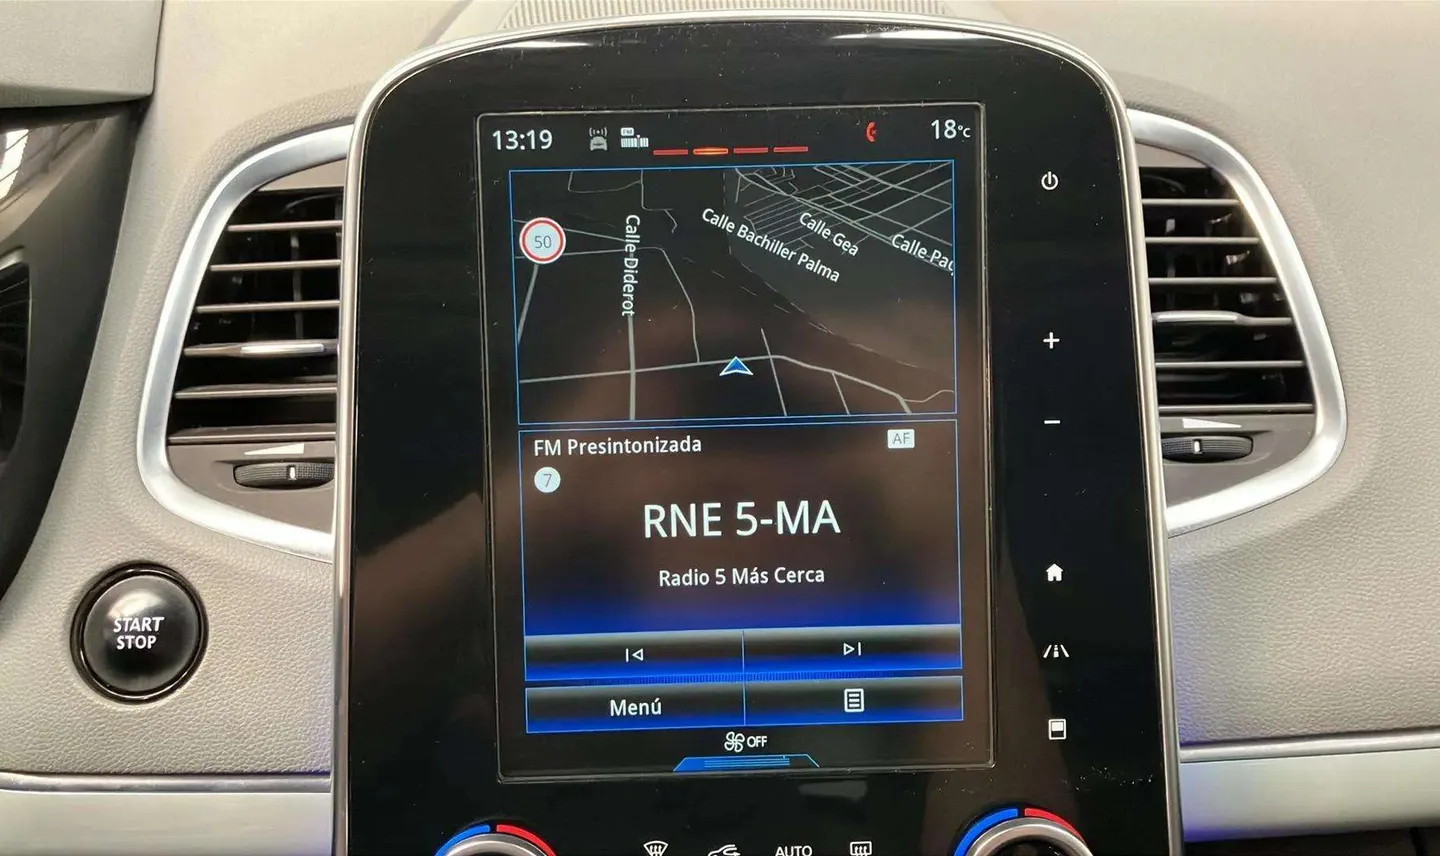 13:19
FM
18°C
50
Calle Diderot
Calle Bachiller Palma
Calle Gea
Calle Pac
FM Presintonizada
AF
7
RNE 5-MA
Radio 5 Más Cerca
Menú
OFF
START
STOP
AUTO